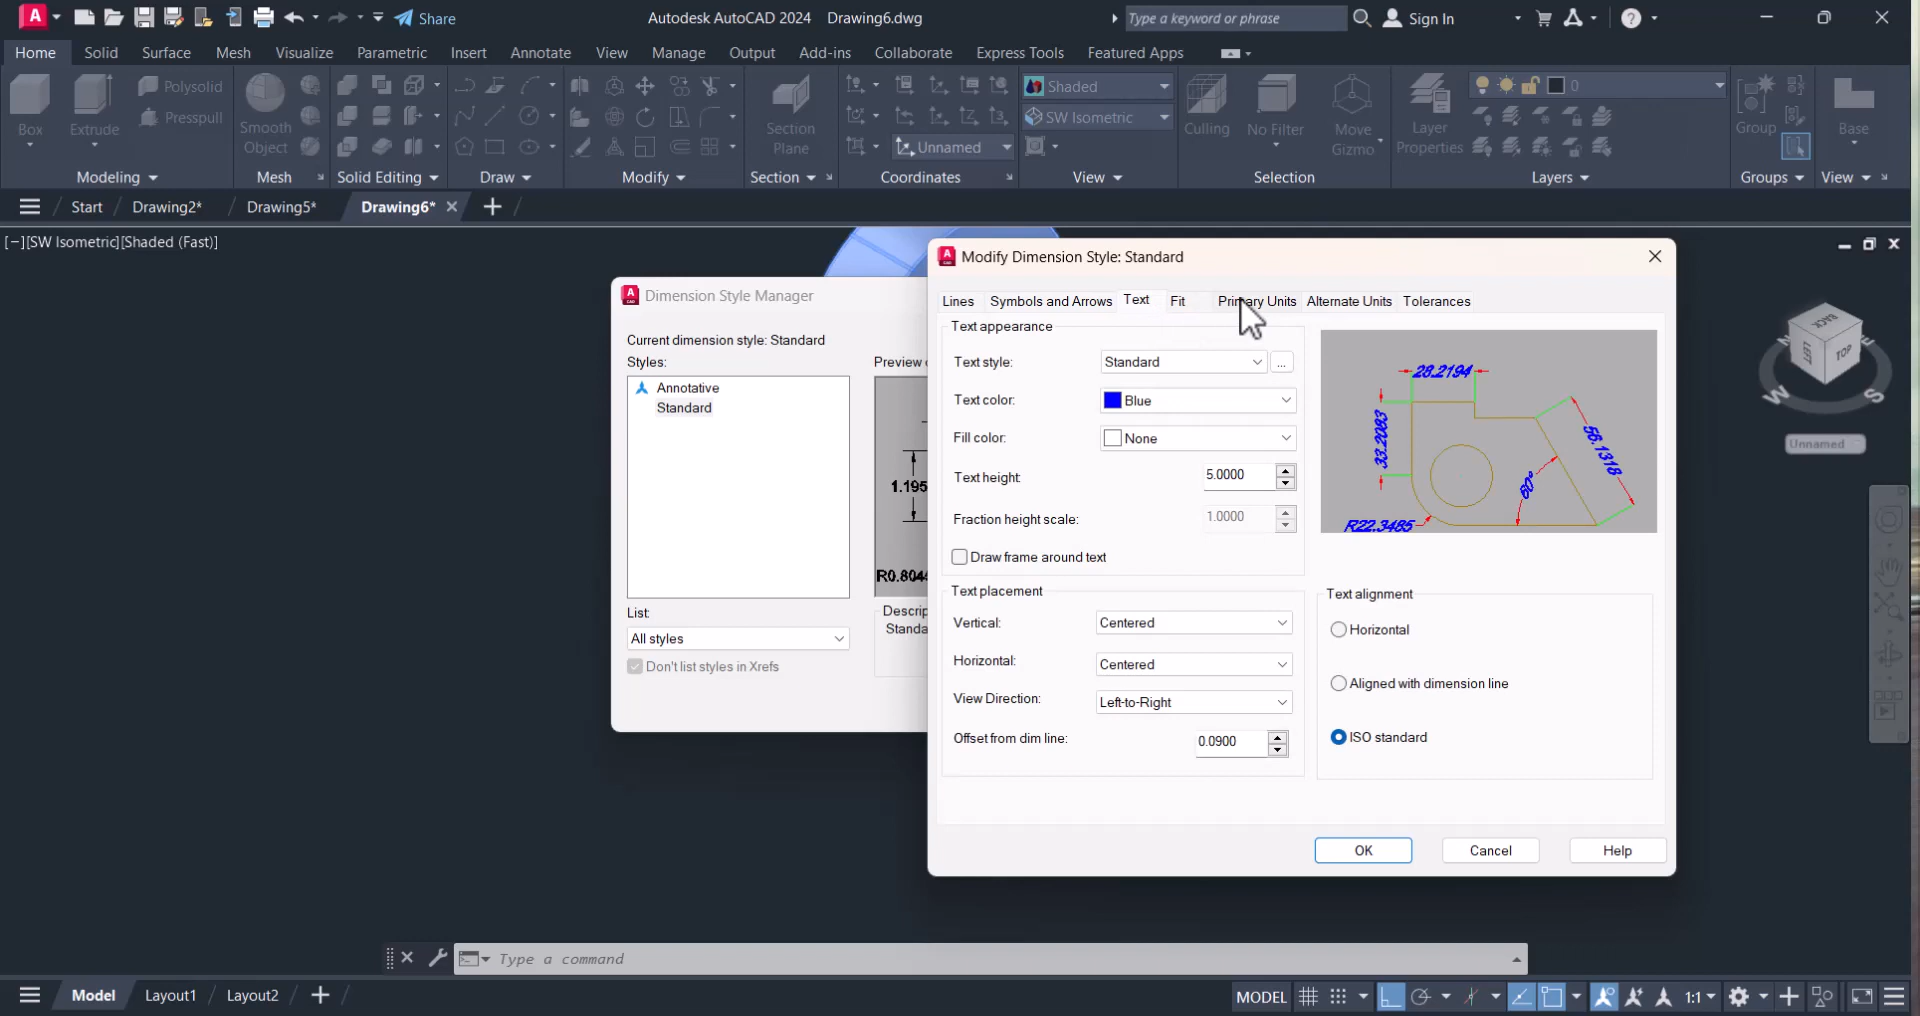 A Share Autodesk AutoCAD 2024 Drawing6.dwg Type a keyword or phrase Sign In
Home Solid Surface Mesh Visualize Parametric Insert Annotate View Manage Output Add-ins Collaborate Express Tools Featured Apps
Box
Extrude
Polysolid
Presspull
Smooth
Object
Section
Plane
Unnamed
Shaded
SW Isometric
Culling
No Filter
Move
Gizmo
Layer
Properties
0
Group
Base
Modeling Mesh Solid Editing Draw Modify Section Coordinates View Selection Layers Groups View
Start Drawing2* Drawing5* Drawing6*
[−][SW Isometric][Shaded (Fast)]
Dimension Style Manager
Current dimension style: Standard
Styles:
Annotative
Standard
List:
All styles
Don't list styles in Xrefs
Preview
1.195
R0.804
Descrip
Standa
Modify Dimension Style: Standard
Lines Symbols and Arrows Text Fit Primary Units Alternate Units Tolerances
Text appearance
Text style: Standard ...
Text color: Blue
Fill color: None
Text height: 5.0000
Fraction height scale: 1.0000
Draw frame around text
28.2194
33.2083
56.1318
60°
R22.3485
Text placement
Vertical: Centered
Horizontal: Centered
View Direction: Left-to-Right
Offset from dim line: 0.0900
Text alignment
Horizontal
Aligned with dimension line
ISO standard
OK Cancel Help
BACK
LEFT
TOP
W
S
Unnamed
Type a command
Model Layout1 Layout2
MODEL 1:1